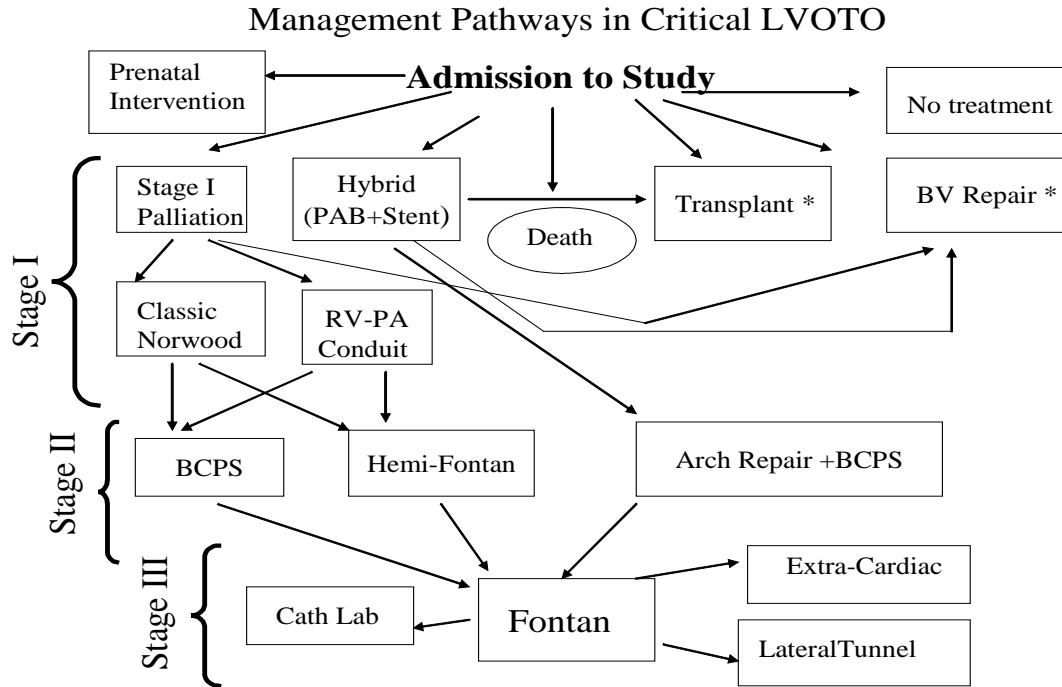 Management Pathways in Critical LVOTO
Prenatal
Intervention
Admission to Study
No treatment
Stage I
Stage I
Palliation
Hybrid
(PAB+Stent)
Death
Transplant *
BV Repair *
Classic
Norwood
RV-PA
Conduit
Stage II
BCPS
Hemi-Fontan
Arch Repair +BCPS
Stage III
Cath Lab
Fontan
Extra-Cardiac
LateralTunnel